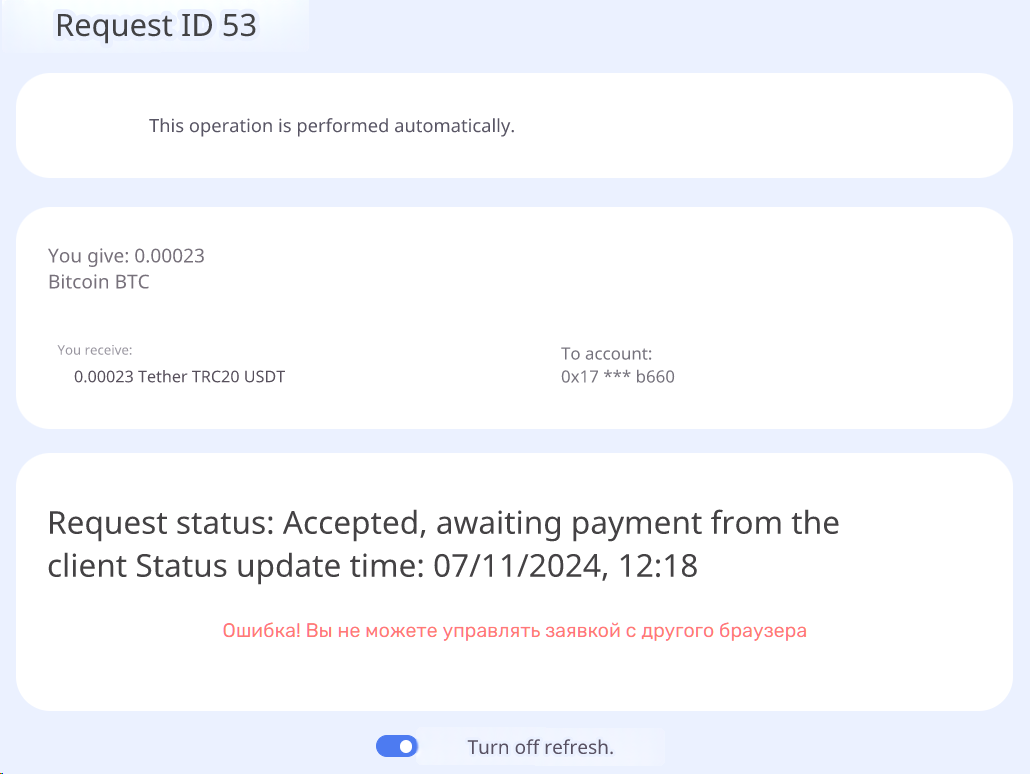 Request ID 53
This operation is performed automatically.
You give: 0.00023
Bitcoin BTC
You receive:
0.00023 Tether TRC20 USDT
To account:
0x17 *** b660
Request status: Accepted, awaiting payment from the
client Status update time: 07/11/2024, 12:18
Ошибка! Вы не можете управлять заявкой с другого браузера
Turn off refresh.